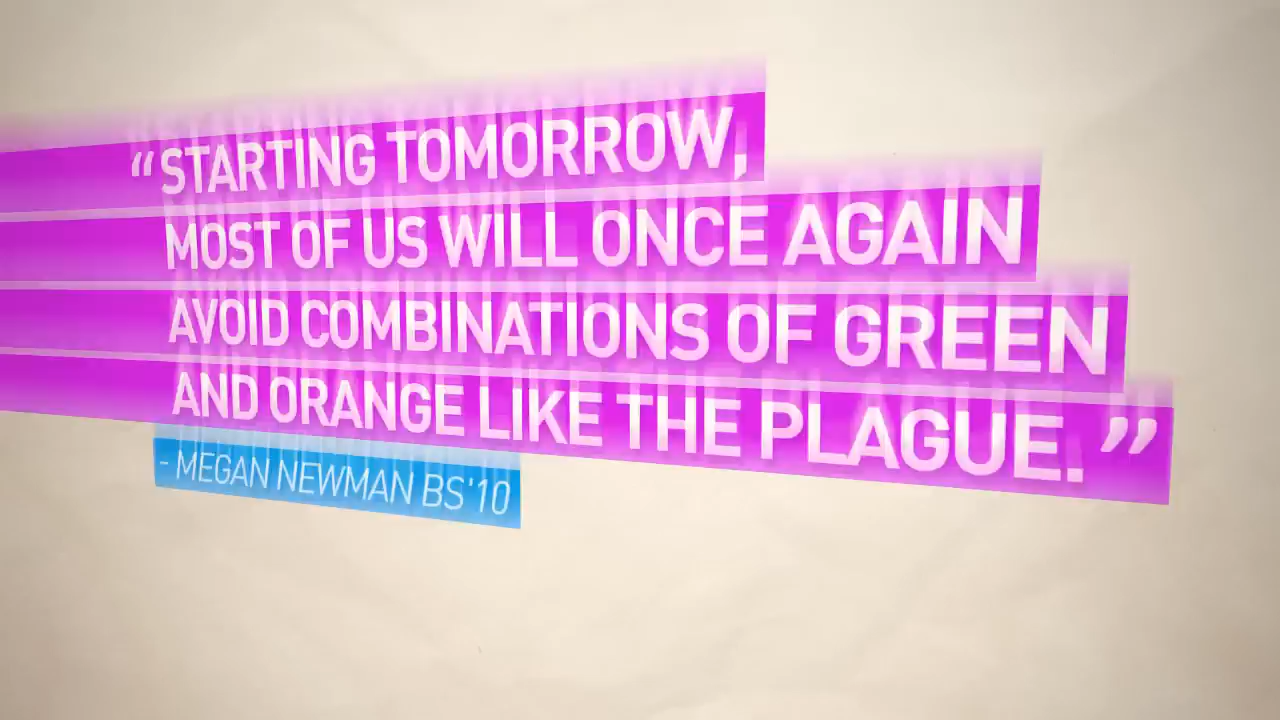 “STARTING TOMORROW,
MOST OF US WILL ONCE AGAIN
AVOID COMBINATIONS OF GREEN
AND ORANGE LIKE THE PLAGUE.”
- MEGAN NEWMAN BS'10